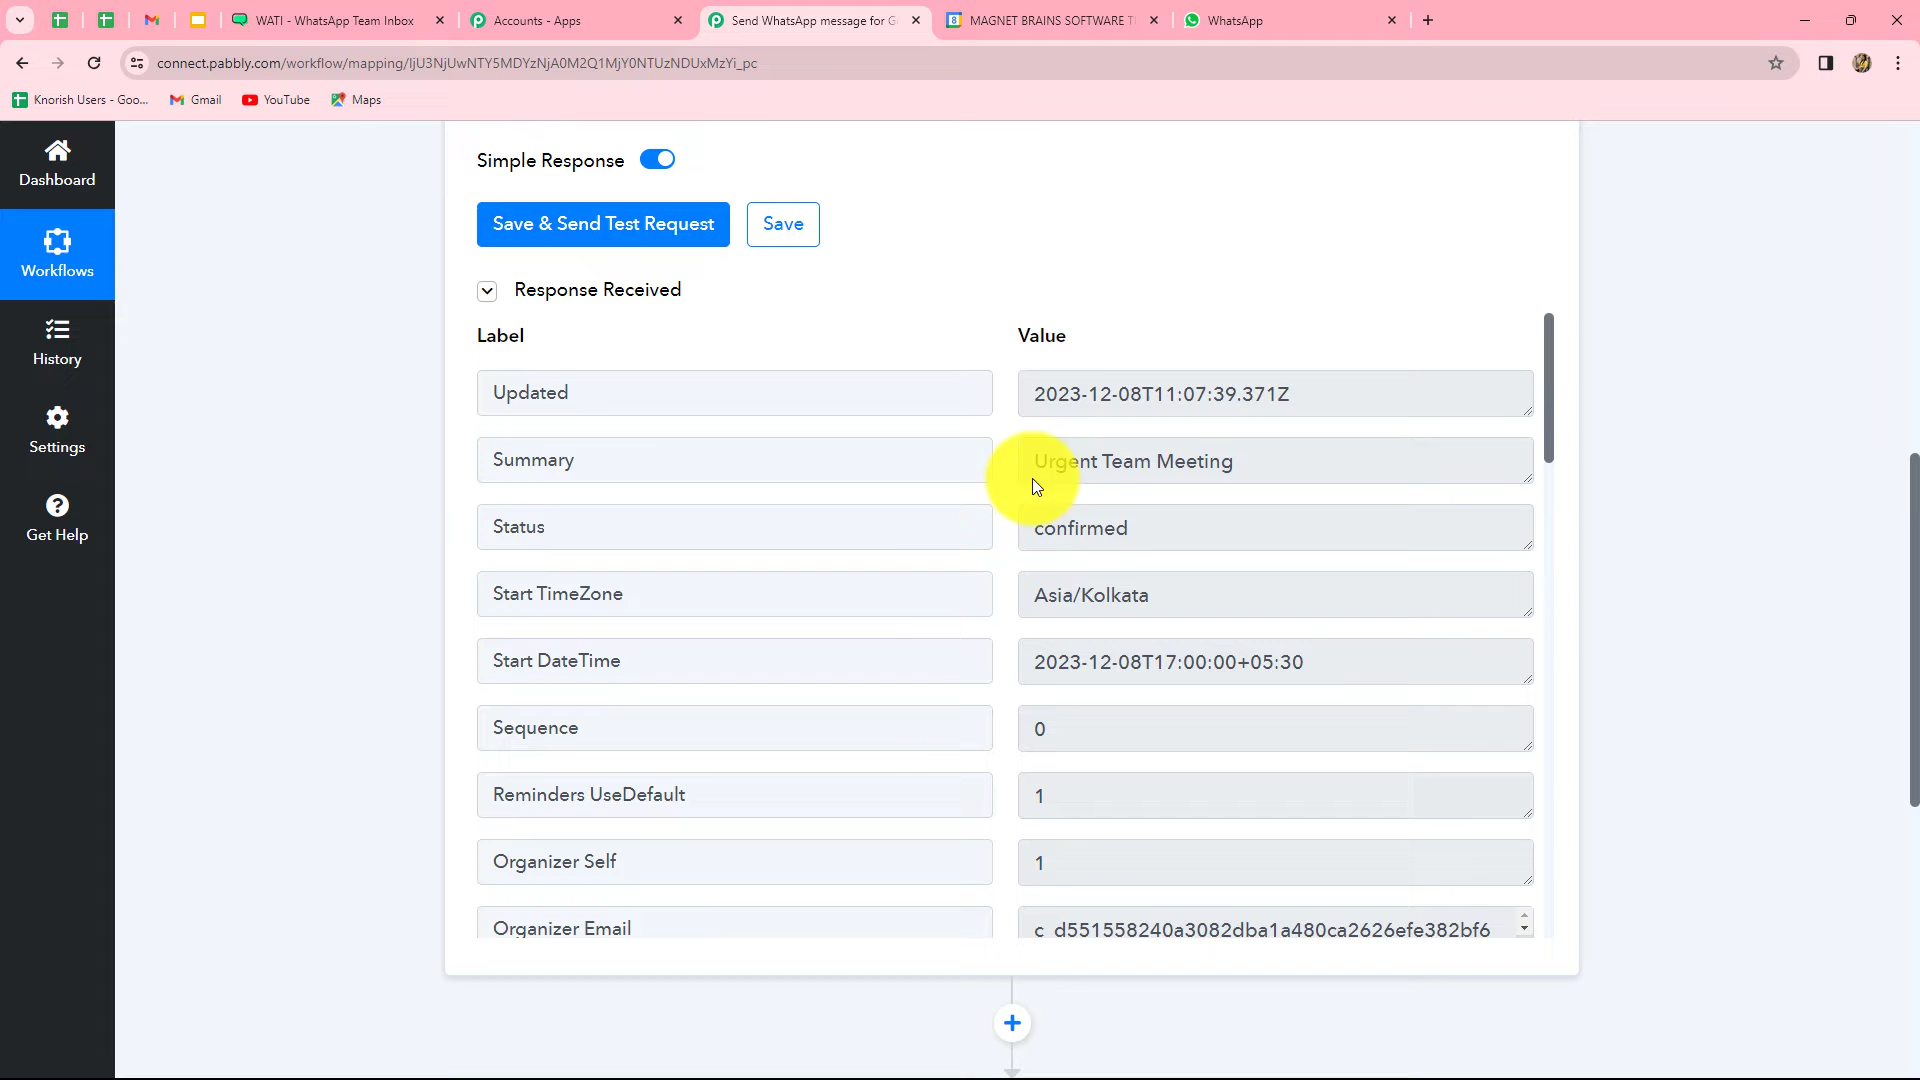 WATI - WhatsApp Team Inbox
Accounts - Apps
Send WhatsApp message for G
8
MAGNET BRAINS SOFTWARE T
WhatsApp
connect.pabbly.com/workflow/mapping/IjU3NjUwNTY5MDYzNjA0M2Q1MjY0NTUzNDUxMzYi_pc
Knorish Users - Goo...
Gmail
YouTube
Maps
Dashboard
Workflows
History
Settings
Get Help
Simple Response
Save & Send Test Request
Save
Response Received
Label
Value
Updated
2023-12-08T11:07:39.371Z
Summary
Urgent Team Meeting
Status
confirmed
Start TimeZone
Asia/Kolkata
Start DateTime
2023-12-08T17:00:00+05:30
Sequence
0
Reminders UseDefault
1
Organizer Self
1
Organizer Email
c_d551558240a3082dba1a480ca2626efe382bf6